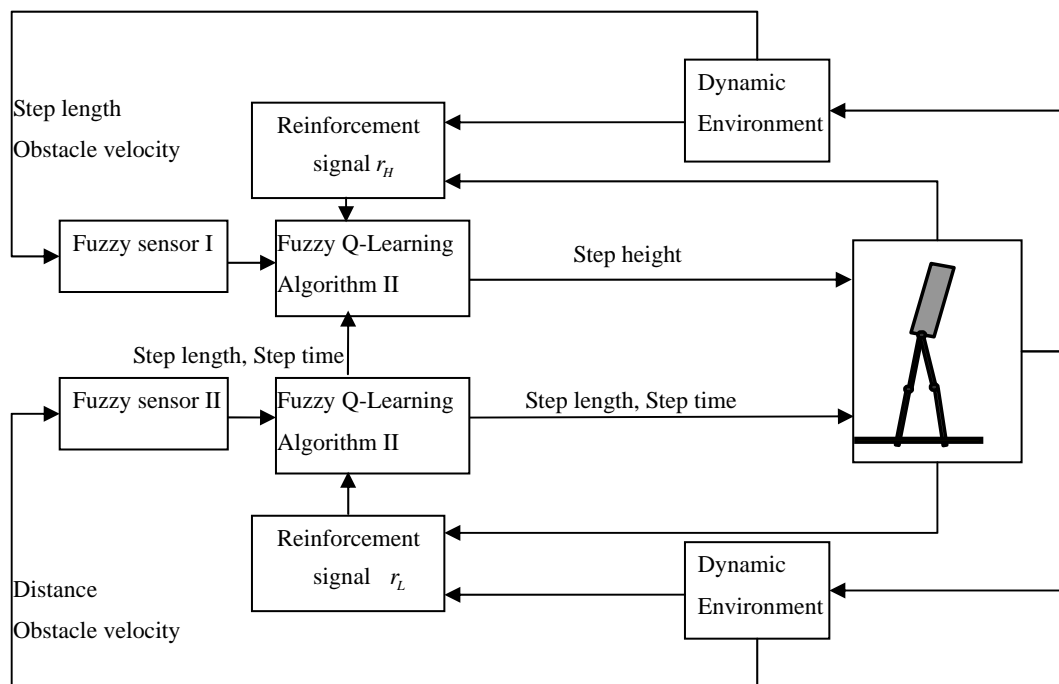 Dynamic
Environment
Step length
Obstacle velocity
Reinforcement
signal r_H
Fuzzy sensor I
Fuzzy Q-Learning
Algorithm II
Step height
Step length, Step time
Fuzzy sensor II
Fuzzy Q-Learning
Algorithm II
Step length, Step time
Reinforcement
signal r_L
Dynamic
Environment
Distance
Obstacle velocity